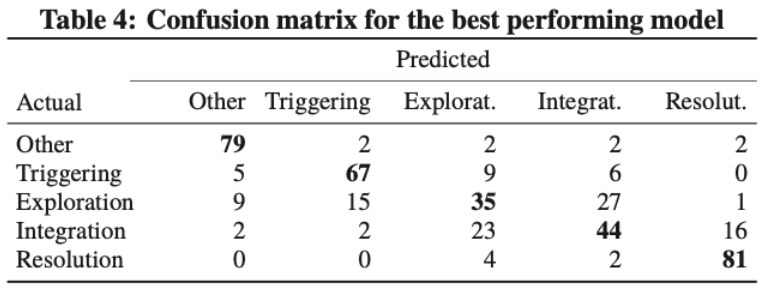 Table 4: Confusion matrix for the best performing model
Predicted
Actual Other Triggering Explorat. Integrat. Resolut.
Other 79 2 2 2 2
Triggering 5 67 9 6 0
Exploration 9 15 35 27 1
Integration 2 2 23 44 16
Resolution 0 0 4 2 81